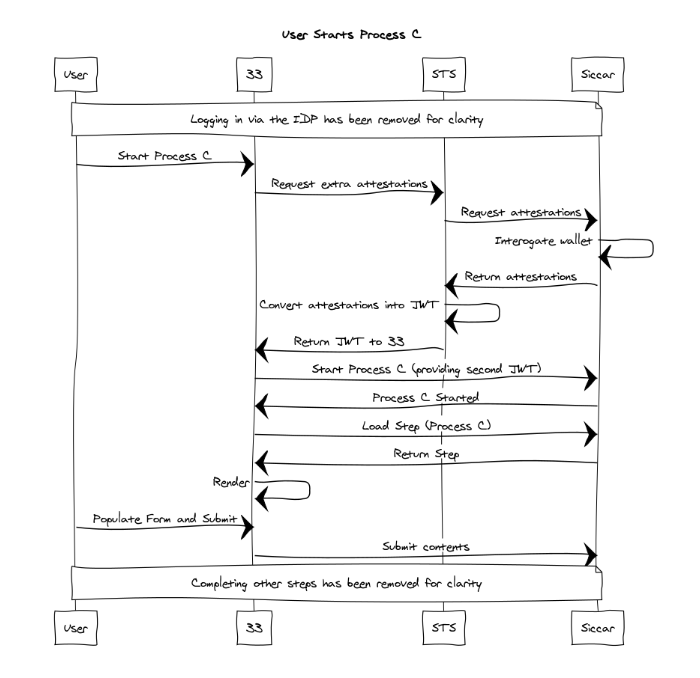 User Starts Process C
User 33 STS Siccar
Logging in via the IDP has been removed for clarity
Start Process C
Request extra attestations
Request attestations
Interogate wallet
Return attestations
Convert attestations into JWT
Return JWT to 33
Start Process C (providing second JWT)
Process C Started
Load Step (Process C)
Return Step
Render
Populate Form and Submit
Submit contents
Completing other steps has been removed for clarity
User 33 STS Siccar